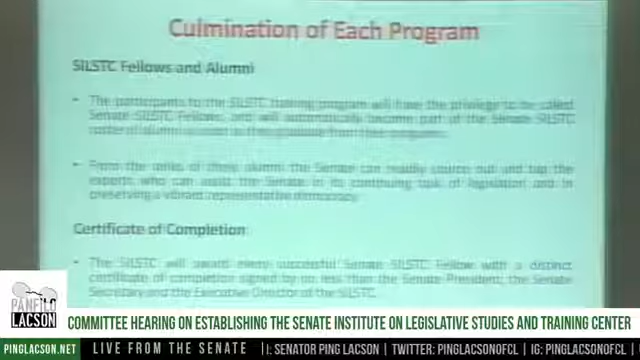 Culmination of Each Program
SILSTC Fellows and Alumni
• The participants to the SILSTC training program will have the privilege to be called
Senate SILSTC Fellows, and will automatically become part of the Senate SILSTC
roster of alumni
• From the ranks of these alumni the Senate can readily source out and tap the
experts who can assist the Senate in its continuing task of legislation and in
preserving a vibrant representative democracy.
Certificate of Completion
• The SILSTC will award every successful Senate SILSTC Fellow with a distinct
certificate of completion signed by no less than the Senate President, the Senate
Secretary and the Executive Director of the SILSTC.
PANFILO
LACSON
COMMITTEE HEARING ON ESTABLISHING THE SENATE INSTITUTE ON LEGISLATIVE STUDIES AND TRAINING CENTER
PINGLACSON.NET LIVE FROM THE SENATE |: SENATOR PING LACSON | TWITTER: PINGLACSONOFCL | IG: PINGLACSONOFCL |